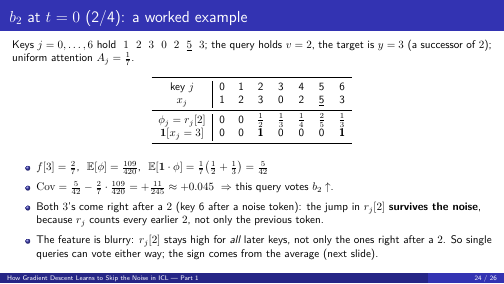 b₂ at t = 0 (2/4): a worked example
Keys j = 0, . . . , 6 hold 1 2 3 0 2 5 3; the query holds v = 2, the target is y = 3 (a successor of 2);
uniform attention Aⱼ = 1/7.
key j 0 1 2 3 4 5 6
xⱼ 1 2 3 0 2 5 3
ϕⱼ = rⱼ[2] 0 0 1/2 1/3 1/4 2/5 1/3
1[xⱼ = 3] 0 0 1 0 0 0 1
f[3] = 2/7, 𝔼[ϕ] = 109/420, 𝔼[1 · ϕ] = 1/7(1/2 + 1/3) = 5/42
Cov = 5/42 − 2/7 · 109/420 = +11/245 ≈ +0.045 ⇒ this query votes b₂ ↑.
Both 3's come right after a 2 (key 6 after a noise token): the jump in rⱼ[2] survives the noise,
because rⱼ counts every earlier 2, not only the previous token.
The feature is blurry: rⱼ[2] stays high for all later keys, not only the ones right after a 2. So single
queries can vote either way; the sign comes from the average (next slide).
How Gradient Descent Learns to Skip the Noise in ICL — Part 1 24 / 26